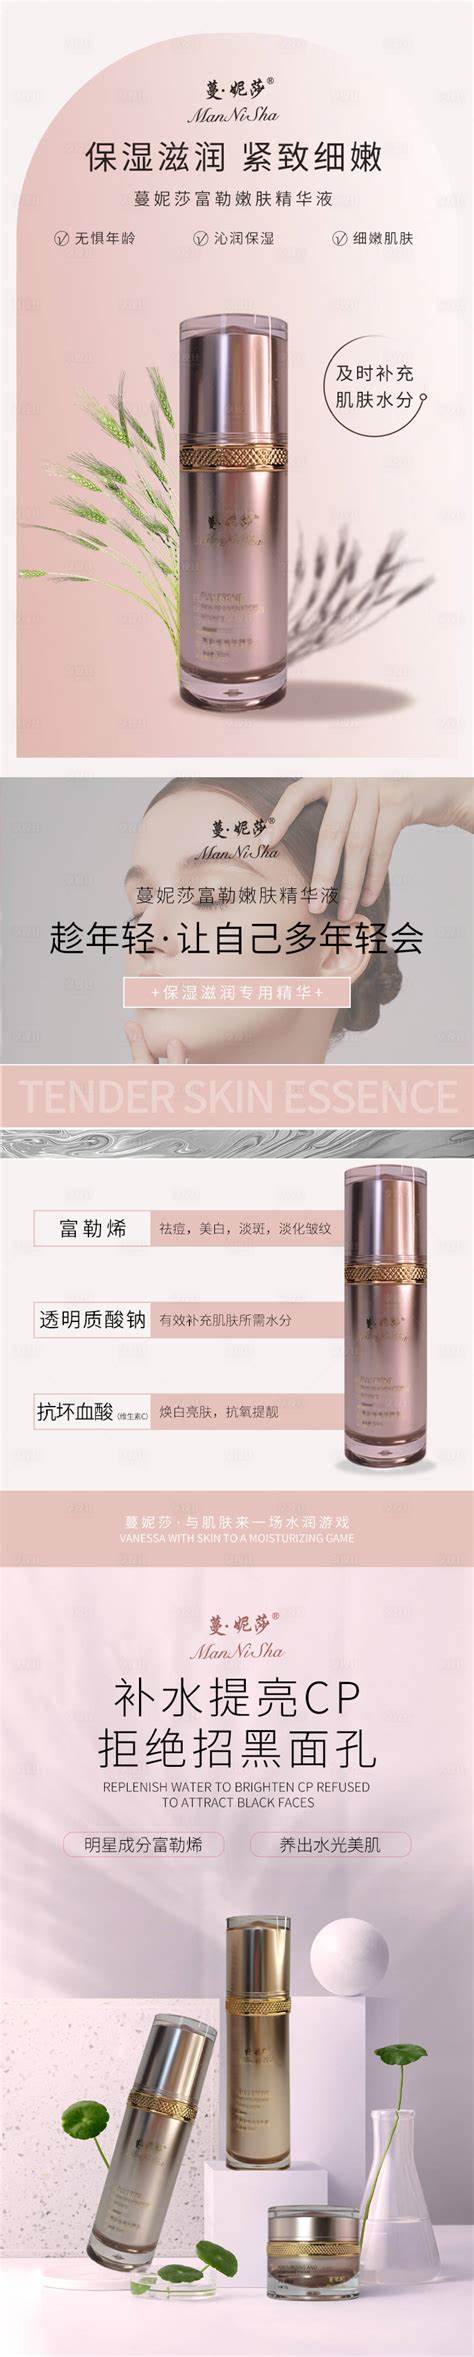 蔓·妮莎®
ManNiSha
保湿滋润 紧致细嫩
蔓妮莎富勒嫩肤精华液
无惧年龄
沁润保湿
细嫩肌肤
及时补充
肌肤水分
蔓·妮莎
ManNiSha
蔓·妮莎®
ManNiSha
蔓妮莎富勒嫩肤精华液
趁年轻·让自己多年轻会
+保湿滋润专用精华+
TENDER SKIN ESSENCE
富勒烯
祛痘，美白，淡斑，淡化皱纹
透明质酸钠
有效补充肌肤所需水分
抗坏血酸（维生素C）
焕白亮肤，抗氧提靓
蔓·妮莎
ManNiSha
蔓妮莎·与肌肤来一场水润游戏
VANESSA WITH SKIN TO A MOISTURIZING GAME
蔓·妮莎®
ManNiSha
补水提亮CP
拒绝招黑面孔
REPLENISH WATER TO BRIGHTEN CP REFUSED
TO ATTRACT BLACK FACES
明星成分富勒烯
养出水光美肌